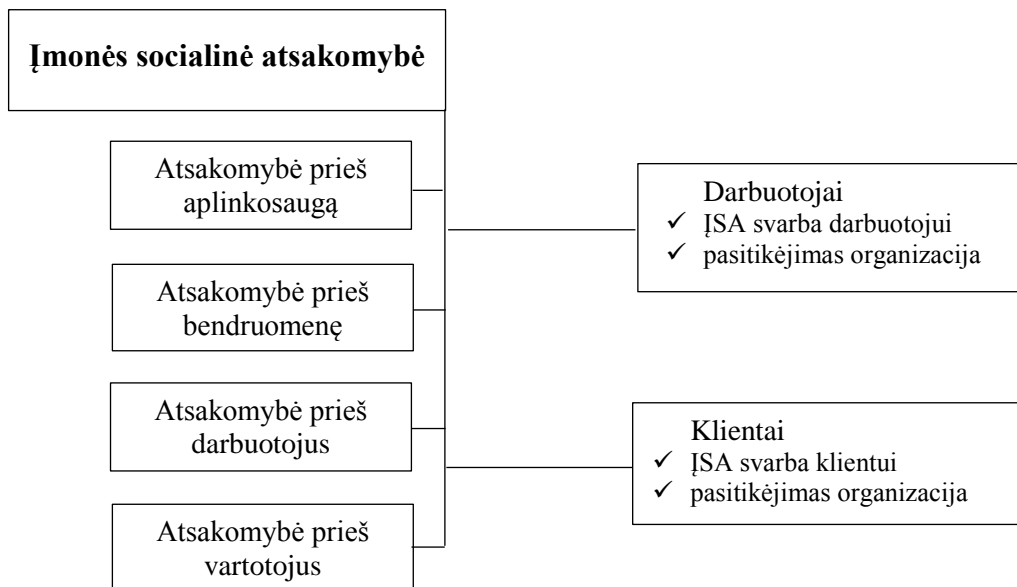 Įmonės socialinė atsakomybė
Atsakomybė prieš
aplinkosaugą
Atsakomybė prieš
bendruomenę
Atsakomybė prieš
darbuotojus
Atsakomybė prieš
vartotojus
Darbuotojai
✓ ĮSA svarba darbuotojui
✓ pasitikėjimas organizacija
Klientai
✓ ĮSA svarba klientui
✓ pasitikėjimas organizacija